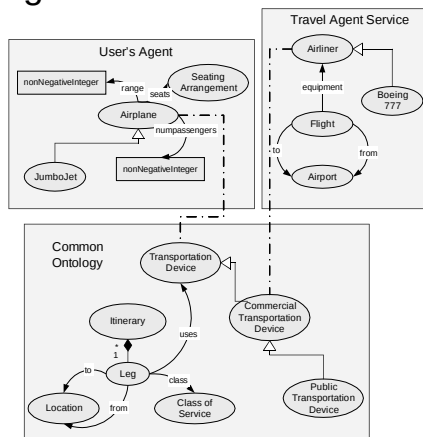 g
User's Agent
nonNegativeInteger
range
seats
Seating
Arrangement
Airplane
numpassengers
JumboJet
nonNegativeInteger
Travel Agent Service
Airliner
equipment
Boeing
777
Flight
to
from
Airport
Common
Ontology
Transportation
Device
Itinerary
*
1
uses
Commercial
Transportation
Device
to
Leg
class
Location
from
Class of
Service
Public
Transportation
Device